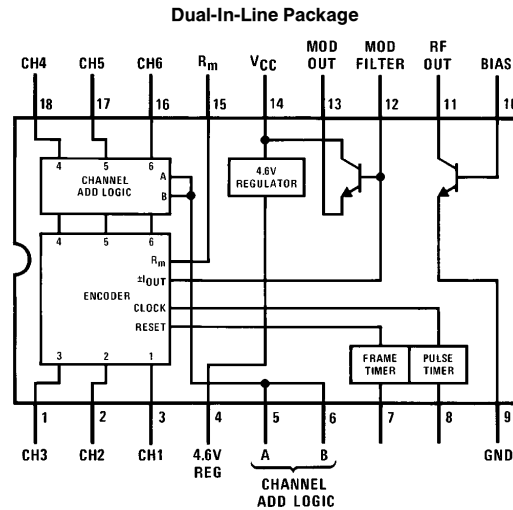 Dual-In-Line Package
MOD MOD RF
CH4 CH5 CH6 Rm VCC OUT FILTER OUT BIAS
18 17 16 15 14 13 12 11 10
4 5 6
CHANNEL
ADD LOGIC
A
B
4.6V
REGULATOR
4 5 6
Rm
±IOUT
ENCODER
CLOCK
RESET
3 2 1
FRAME
TIMER
PULSE
TIMER
1 2 3 4 5 6 7 8 9
CH3 CH2 CH1 4.6V A B GND
REG
CHANNEL
ADD LOGIC